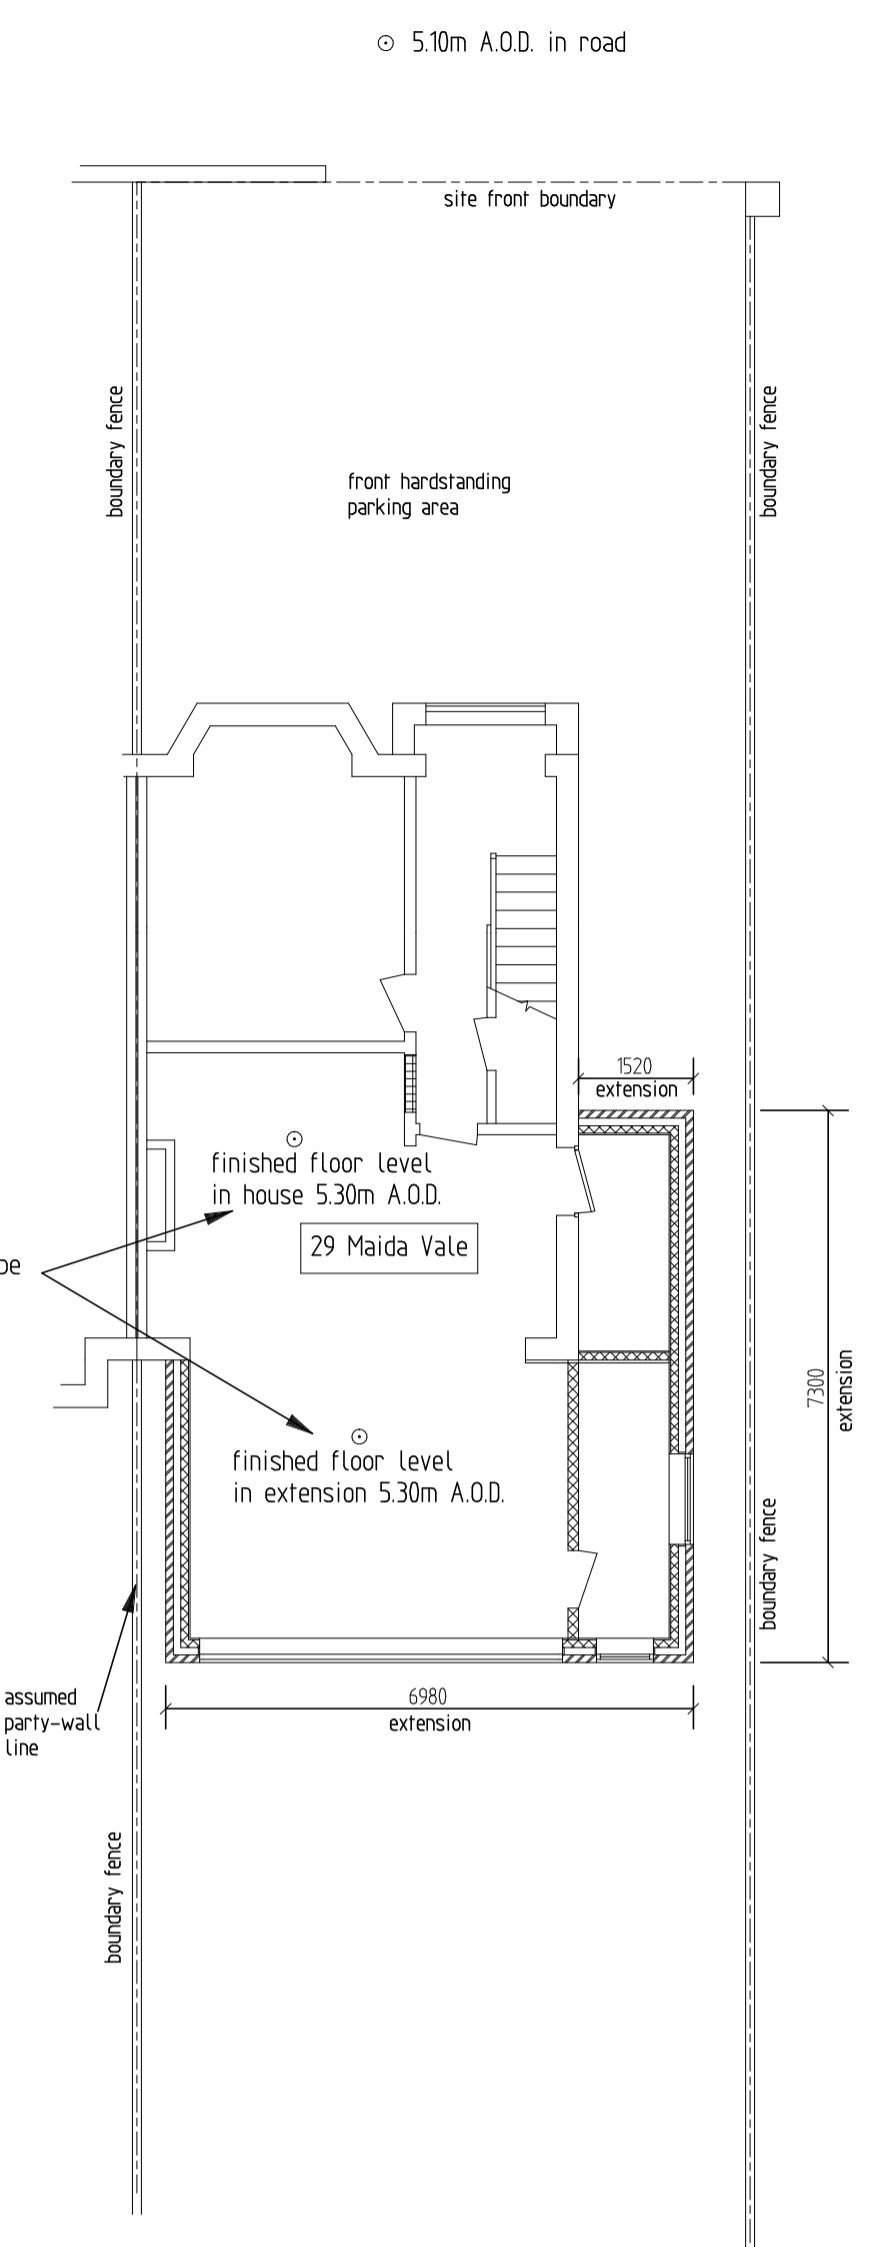 5.10m A.O.D. in road
site front boundary
boundary fence
boundary fence
front hardstanding
parking area
1520
extension
finished floor level
in house 5.30m A.O.D.
29 Maida Vale
7300
extension
finished floor level
in extension 5.30m A.O.D.
boundary fence
assumed
party-wall
line
6980
extension
boundary fence